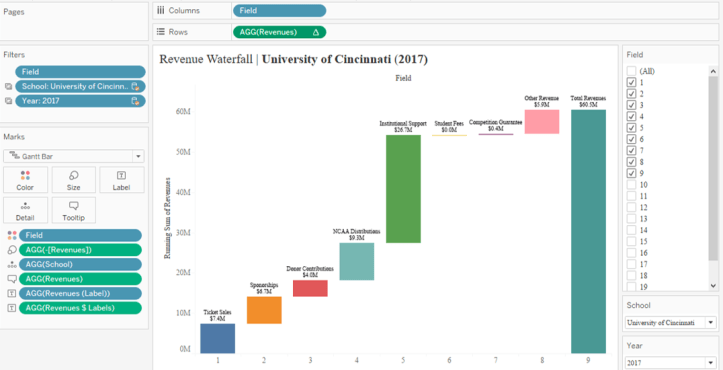 Pages
Columns
Field
Rows
AGG(Revenues)
Filters
Field
School: University of Cincinn..
Year: 2017
Marks
Gantt Bar
Color
Size
Label
Detail
Tooltip
Field
AGG(-[Revenues])
AGG(School)
AGG(Revenues)
AGG(Revenues (Label))
AGG(Revenues $ Labels)
Revenue Waterfall | University of Cincinnati (2017)
Field
Running Sum of Revenues
60M
50M
40M
30M
20M
10M
0M
Ticket Sales
$7.4M
Sponsorships
$6.7M
Donor Contributions
$4.0M
NCAA Distributions
$9.3M
Institutional Support
$26.7M
Student Fees
$0.0M
Competition Guarantee
$0.4M
Other Revenue
$5.9M
Total Revenues
$60.5M
1 2 3 4 5 6 7 8 9
Field
(All)
1
2
3
4
5
6
7
8
9
10
11
12
13
14
15
16
17
18
19
School
University of Cincinnati
Year
2017